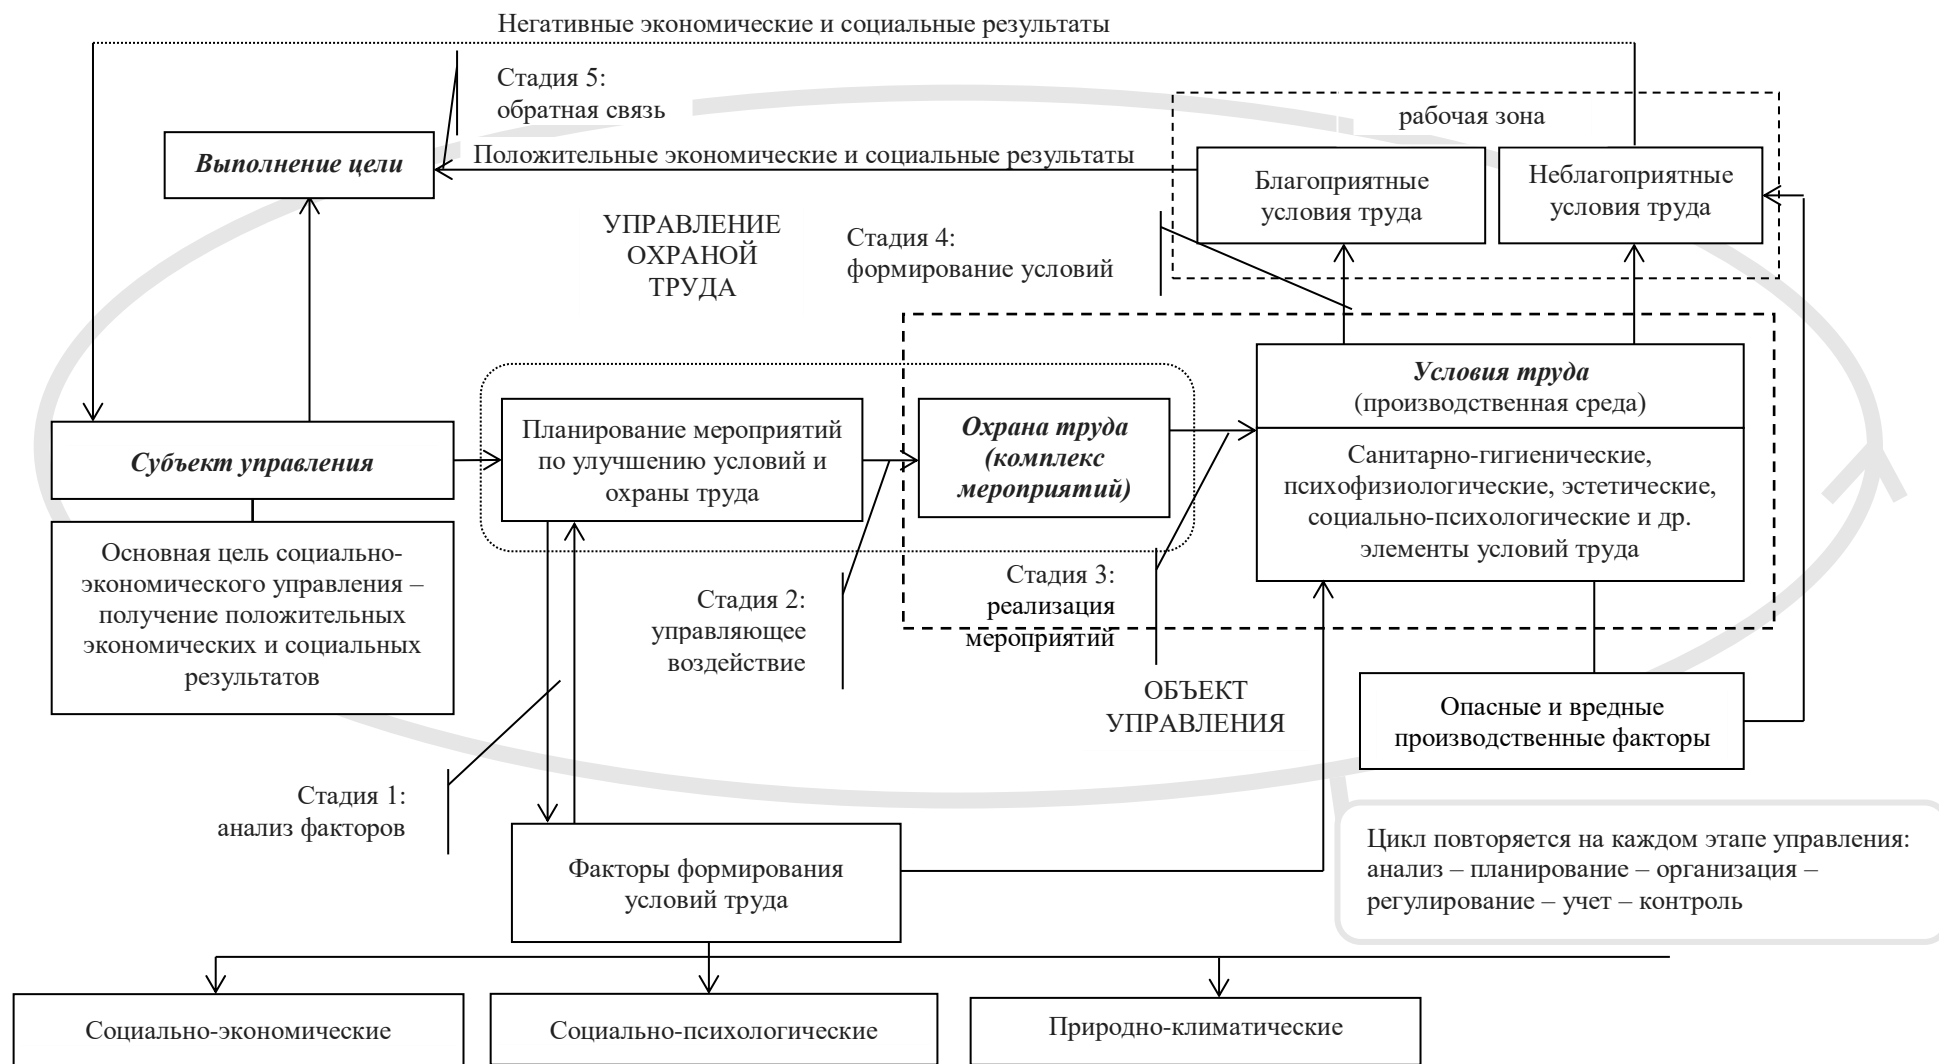 Негативные экономические и социальные результаты
Стадия 5:
обратная связь
рабочая зона
Выполнение цели
Положительные экономические и социальные результаты
Благоприятные
условия труда
Неблагоприятные
условия труда
УПРАВЛЕНИЕ
ОХРАНОЙ
ТРУДА
Стадия 4:
формирование условий
Субъект управления
Планирование мероприятий
по улучшению условий и
охраны труда
Охрана труда
(комплекс
мероприятий)
Условия труда
(производственная среда)
Санитарно-гигиенические,
психофизиологические, эстетические,
социально-психологические и др.
элементы условий труда
Основная цель социально-
экономического управления –
получение положительных
экономических и социальных
результатов
Стадия 2:
управляющее
воздействие
Стадия 3:
реализация
мероприятий
ОБЪЕКТ
УПРАВЛЕНИЯ
Опасные и вредные
производственные факторы
Стадия 1:
анализ факторов
Факторы формирования
условий труда
Цикл повторяется на каждом этапе управления:
анализ – планирование – организация –
регулирование – учет – контроль
Социально-экономические
Социально-психологические
Природно-климатические